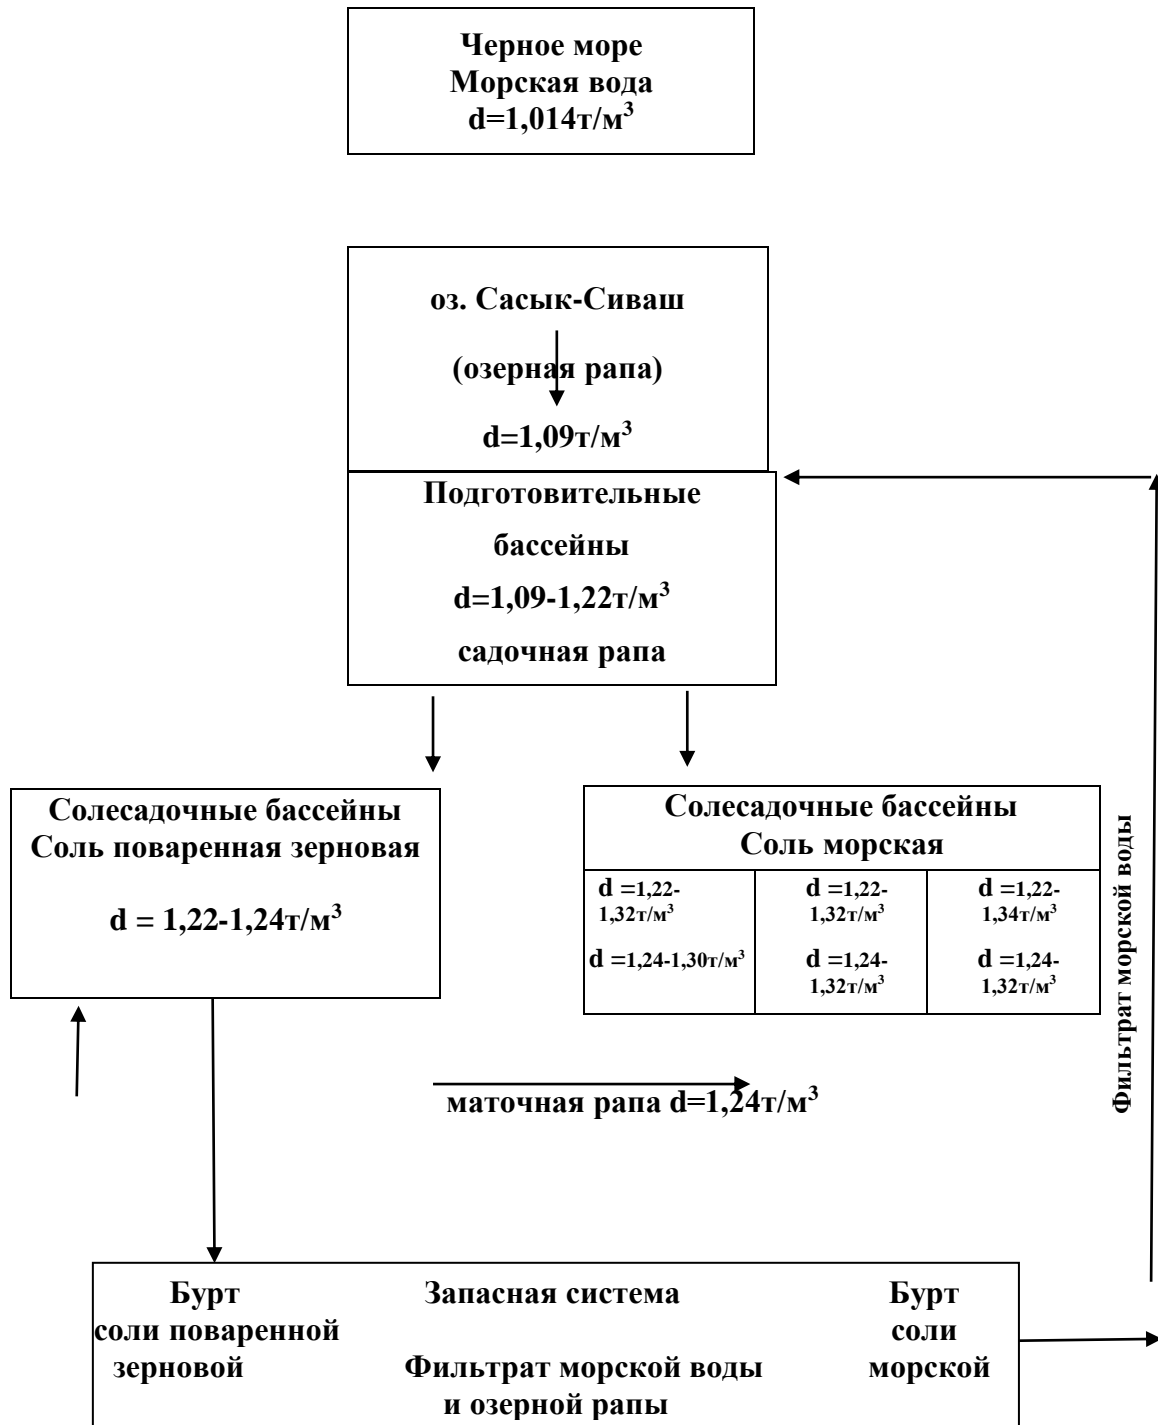 Черное море
Морская вода
d=1,014т/м³
оз. Сасык-Сиваш
(озерная рапа)
d=1,09т/м³
Подготовительные
бассейны
d=1,09-1,22т/м³
садочная рапа
Солесадочные бассейны
Соль поваренная зерновая
d = 1,22-1,24т/м³
Солесадочные бассейны
Соль морская
d =1,22-
1,32т/м³
d =1,24-1,30т/м³
d =1,22-
1,32т/м³
d =1,24-
1,32т/м³
d =1,22-
1,34т/м³
d =1,24-
1,32т/м³
Фильтрат морской воды
маточная рапа d=1,24т/м³
Бурт
соли поваренной
зерновой
Запасная система
Фильтрат морской воды
и озерной рапы
Бурт
соли
морской